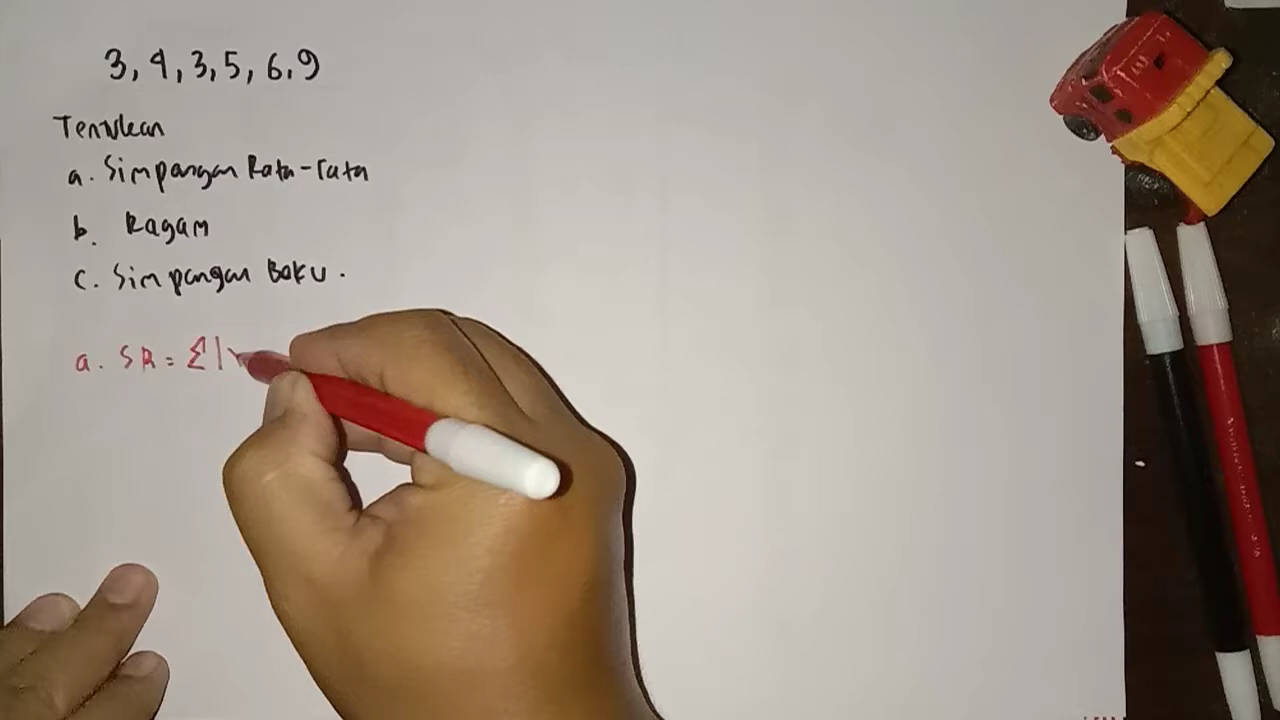 3, 4, 3, 5, 6, 9
Tentukan
a. Simpangan Rata-rata
b. Ragam
c. Simpangan Baku.
a. SR = Σ|x